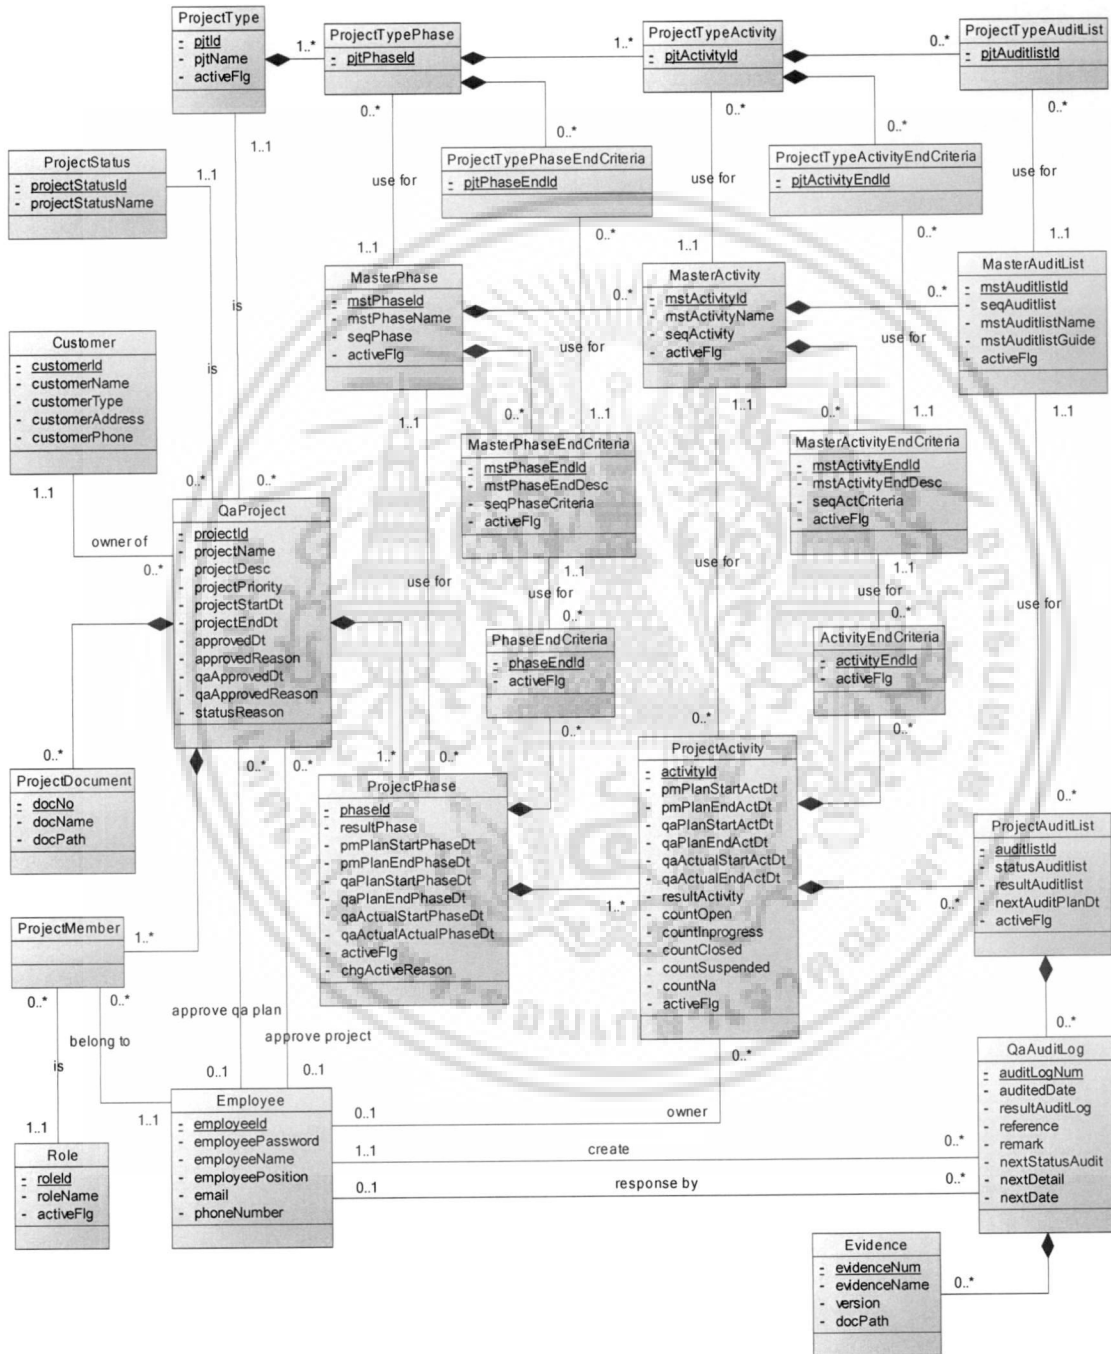 ProjectType
- pjtId
- pjtName
- activeFlg
1..*
ProjectTypePhase
- pjtPhaseId
1..*
ProjectTypeActivity
- pjtActivityId
0..*
ProjectTypeAuditList
- pjtAuditlistId
1..1
0..*
0..*
0..*
0..*
0..*
ProjectStatus
- projectStatusId
- projectStatusName
1..1
ProjectTypePhaseEndCriteria
- pjtPhaseEndId
ProjectTypeActivityEndCriteria
- pjtActivityEndId
use for
use for
use for
0..*
0..*
1..1
1..1
1..1
MasterPhase
- mstPhaseId
- mstPhaseName
- seqPhase
- activeFlg
0..*
MasterActivity
- mstActivityId
- mstActivityName
- seqActivity
- activeFlg
0..*
MasterAuditList
- mstAuditlistId
- seqAuditlist
- mstAuditlistName
- mstAuditlistGuide
- activeFlg
is
is
use for
use for
Customer
- customerId
- customerName
- customerType
- customerAddress
- customerPhone
1..1
1..1
0..*
1..1
1..1
0..*
1..1
1..1
MasterPhaseEndCriteria
- mstPhaseEndId
- mstPhaseEndDesc
- seqPhaseCriteria
- activeFlg
MasterActivityEndCriteria
- mstActivityEndId
- mstActivityEndDesc
- seqActCriteria
- activeFlg
0..*
0..*
owner of
0..*
QaProject
- projectId
- projectName
- projectDesc
- projectPriority
- projectStartDt
- projectEndDt
- approvedDt
- approvedReason
- qaApprovedDt
- qaApprovedReason
- statusReason
1..1
1..1
use for
use for
use for
use for
use for
0..*
0..*
PhaseEndCriteria
- phaseEndId
- activeFlg
ActivityEndCriteria
- activityEndId
- activeFlg
0..*
0..*
0..*
1..*
0..*
0..*
0..*
0..*
ProjectDocument
- docNo
- docName
- docPath
ProjectPhase
- phaseId
- resultPhase
- pmPlanStartPhaseDt
- pmPlanEndPhaseDt
- qaPlanStartPhaseDt
- qaPlanEndPhaseDt
- qaActualStartPhaseDt
- qaActualActualPhaseDt
- activeFlg
- chgActiveReason
1..*
ProjectActivity
- activityId
- pmPlanStartActDt
- pmPlanEndActDt
- qaPlanStartActDt
- qaPlanEndActDt
- qaActualStartActDt
- qaActualEndActDt
- resultActivity
- countOpen
- countInprogress
- countClosed
- countSuspended
- countNa
- activeFlg
0..*
0..*
ProjectAuditList
- auditlistId
- statusAuditlist
- resultAuditlist
- nextAuditPlanDt
- activeFlg
ProjectMember
1..*
0..*
0..*
approve qa plan
approve project
belong to
is
0..*
0..*
0..1
0..1
1..1
1..1
Employee
- employeeId
- employeePassword
- employeeName
- employeePosition
- email
- phoneNumber
0..1
owner
1..1
create
0..*
0..1
response by
0..*
Role
- roleId
- roleName
- activeFlg
QaAuditLog
- auditLogNum
- auditedDate
- resultAuditLog
- reference
- remark
- nextStatusAudit
- nextDetail
- nextDate
Evidence
- evidenceNum
- evidenceName
- version
- docPath
0..*